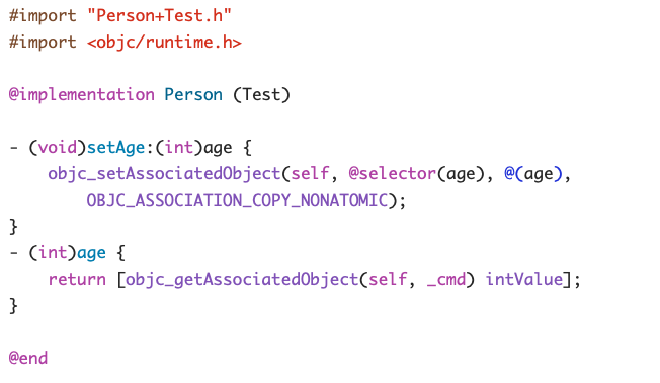 #import "Person+Test.h"
#import <objc/runtime.h>
@implementation Person (Test)
- (void)setAge:(int)age {
objc_setAssociatedObject(self, @selector(age), @(age),
OBJC_ASSOCIATION_COPY_NONATOMIC);
}
- (int)age {
return [objc_getAssociatedObject(self, _cmd) intValue];
}
@end